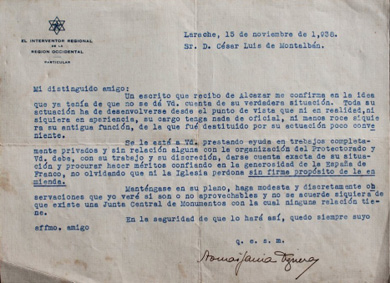 EL INTERVENTOR REGIONAL
DE LA
REGION OCCIDENTAL
PARTICULAR
Larache, 15 de noviembre de 1,938.
Sr. D. César Luis de Montalbán.
Mi distinguido amigo:
Un escrito que recibo de Alcazar me confirma en la idea
que ya tenía de que no se dá Vd. cuenta de su verdadera situación. Toda su
actuación ha de desenvolverse desde el punto de vista que ni en realidad, ni
siquiera en apariencia, su cargo tenga nada de oficial, ni menos roce siquie
ra su antigua función, de la que fué destituido por su actuación poco conv
niente.
Se le está a Vd. prestando ayuda en trabajos completa-
mente privados y sin relación alguna con la organización del Protectorado y
Vd. debe, con su trabajo y su discreción, darse cuenta exacta de su situa-
ción y procurar hacer méritos confiando en la generosidad de la España de
Franco, no olvidando que ni la Iglesia perdona sin firme propósito de la en
mienda.
Manténgase en su plano, haga modesta y discretamente ob
servaciones que yo veré si son o no aprovechables y no se acuerde siquiera de
que existe una Junta Central de Monumentos con la cual ninguna relación tie-
ne.
En la seguridad de que lo hará así, quedo siempre suyo
affmo. amigo
q. e. s. m.